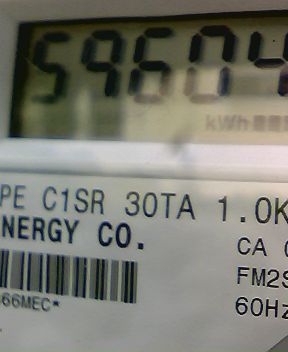 59604
kWh
PE C1SR 30TA 1.0K
NERGY CO.
CA
66MEC*
FM2S
60Hz